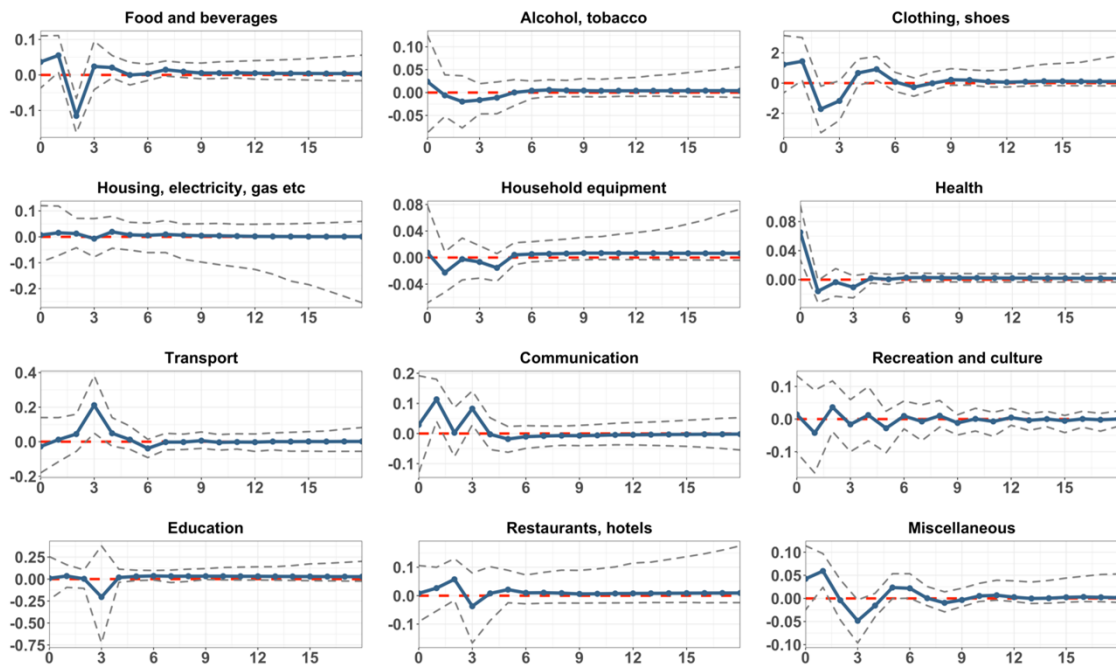 Food and beverages Alcohol, tobacco Clothing, shoes
0.1 0.10 2
0.0 0.05 0
-0.1 0.00 -2
-0.05
0 3 6 9 12 15 0 3 6 9 12 15 0 3 6 9 12 15
Housing, electricity, gas etc Household equipment Health
0.1 0.08 0.08
0.0 0.04 0.04
-0.1 0.00 0.00
-0.2 -0.04
0 3 6 9 12 15 0 3 6 9 12 15 0 3 6 9 12 15
Transport Communication Recreation and culture
0.4 0.2 0.1
0.2 0.1 0.0
0.0 0.0 -0.1
-0.2 -0.1
0 3 6 9 12 15 0 3 6 9 12 15 0 3 6 9 12 15
Education Restaurants, hotels Miscellaneous
0.25 0.1 0.10
0.00 0.0 0.05
-0.25 -0.1 0.00
-0.50 -0.05
-0.75 -0.10
0 3 6 9 12 15 0 3 6 9 12 15 0 3 6 9 12 15